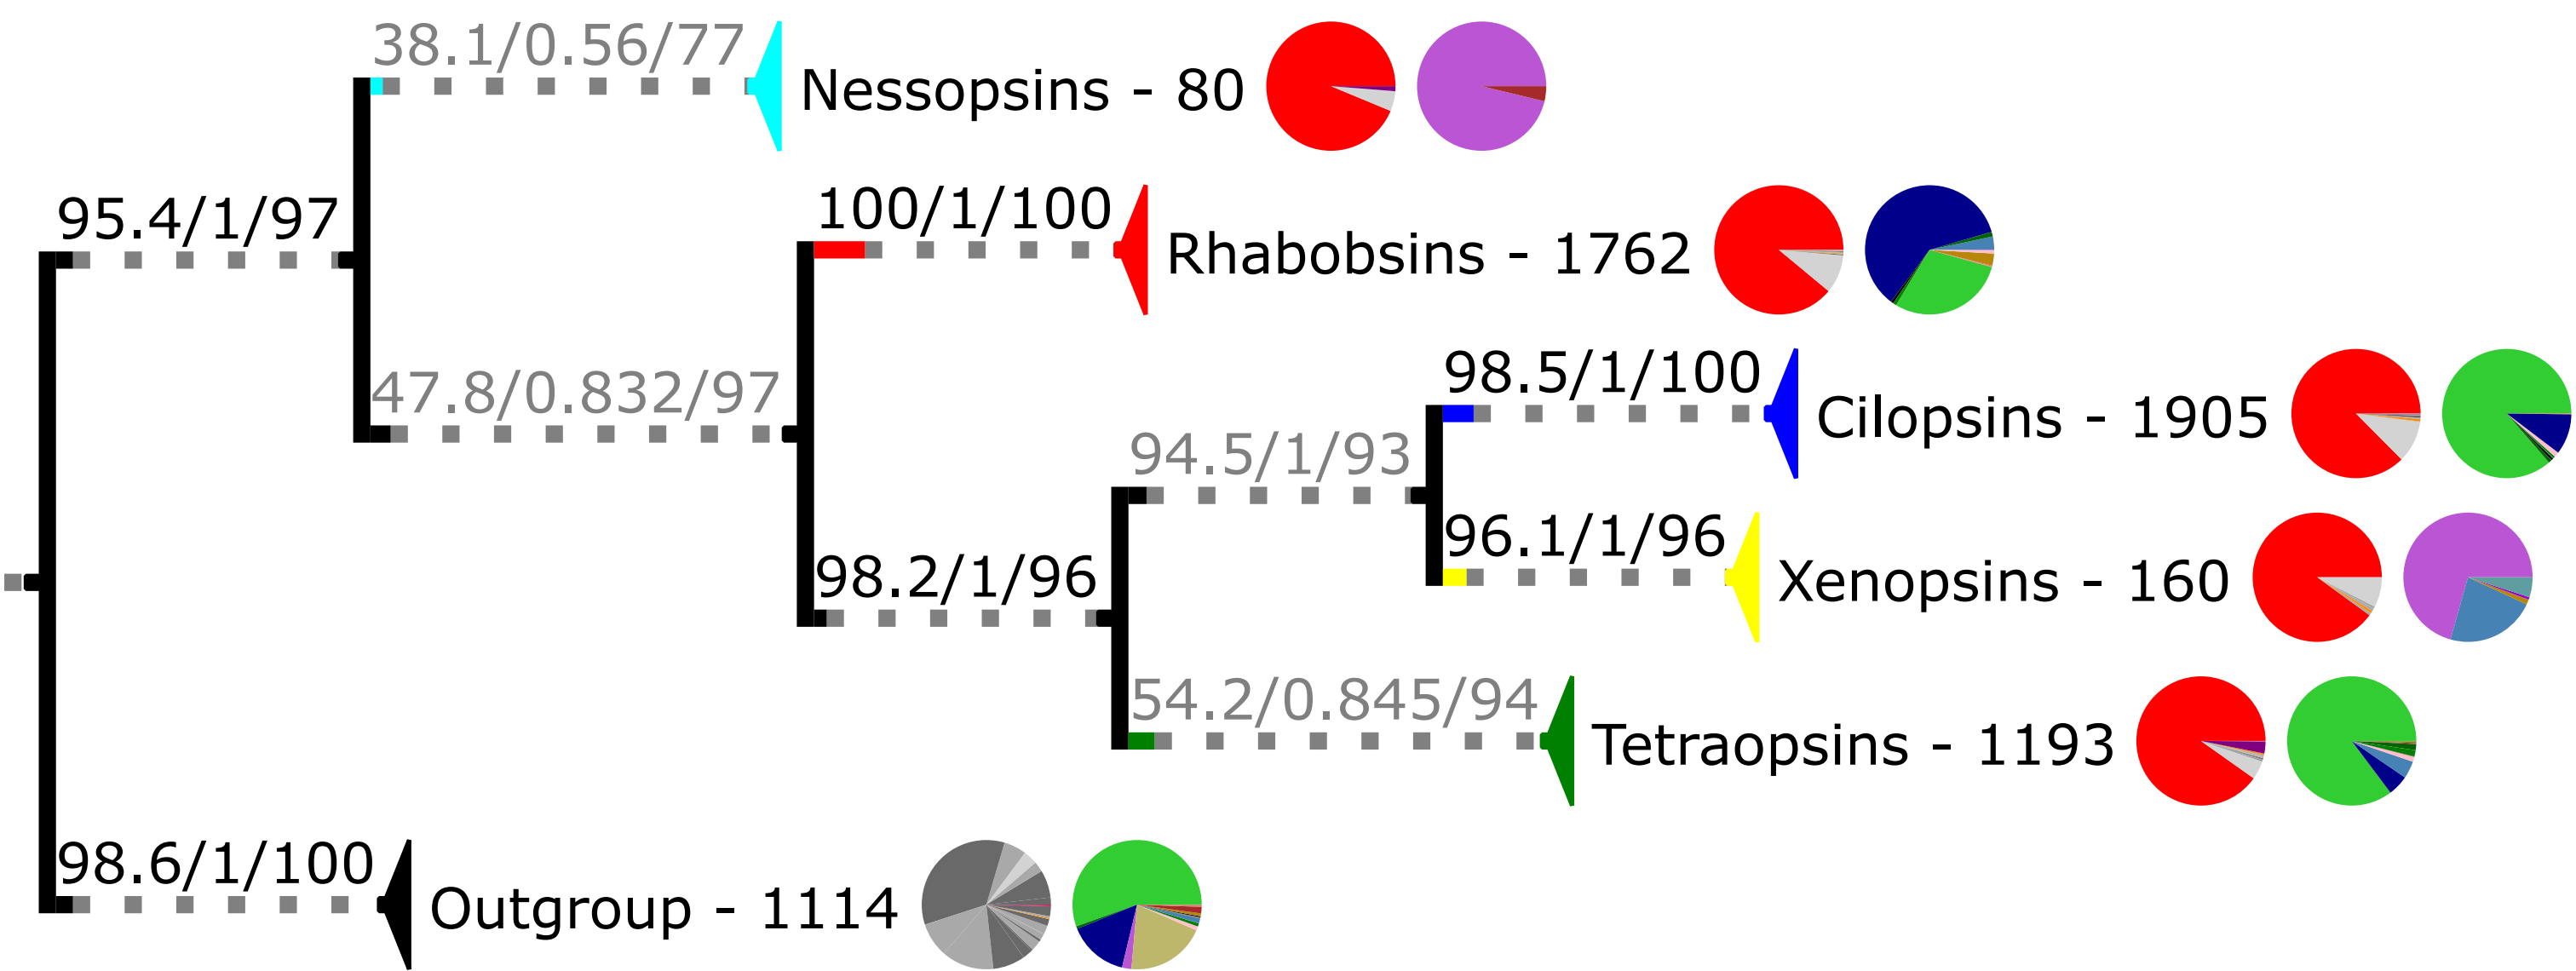 38.1/0.56/77
Nessopsins - 80
95.4/1/97
100/1/100
Rhabobsins - 1762
47.8/0.832/97
98.5/1/100
Cilopsins - 1905
94.5/1/93
96.1/1/96
Xenopsins - 160
98.2/1/96
54.2/0.845/94
Tetraopsins - 1193
98.6/1/100
Outgroup - 1114